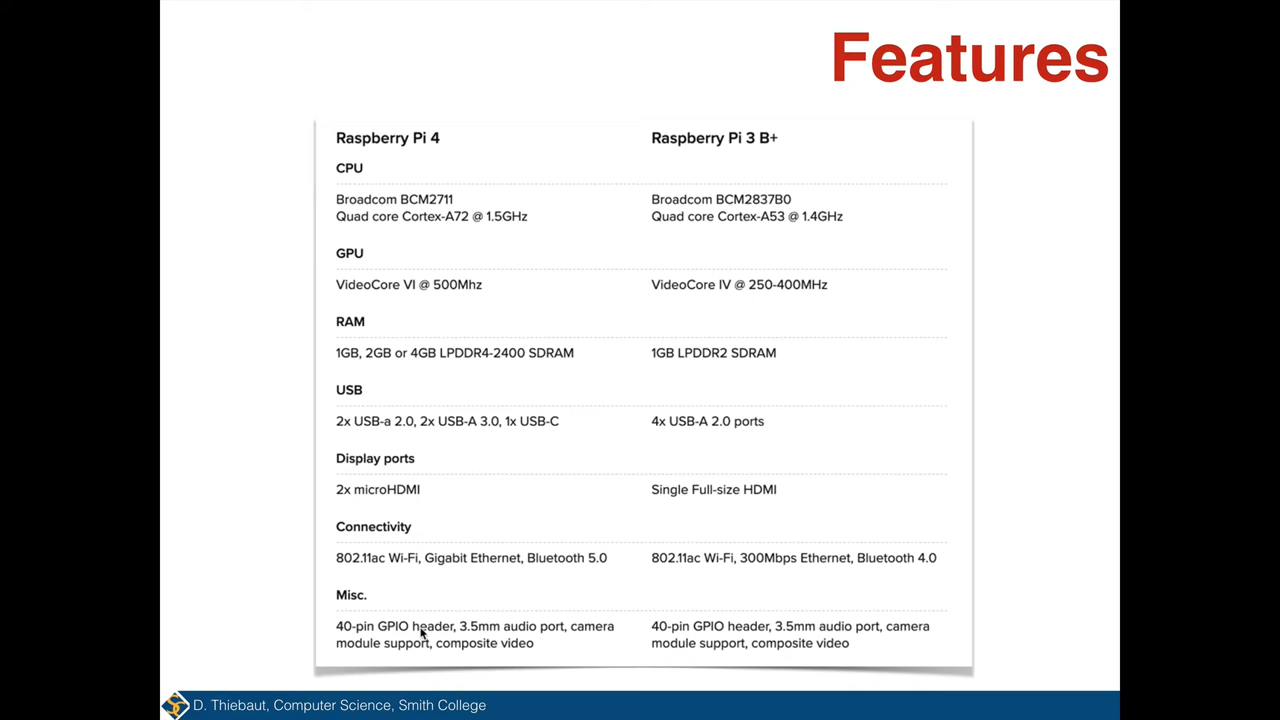 Features
Raspberry Pi 4
Raspberry Pi 3 B+
CPU
Broadcom BCM2711
Quad core Cortex-A72 @ 1.5GHz
Broadcom BCM2837B0
Quad core Cortex-A53 @ 1.4GHz
GPU
VideoCore VI @ 500Mhz
VideoCore IV @ 250-400MHz
RAM
1GB, 2GB or 4GB LPDDR4-2400 SDRAM
1GB LPDDR2 SDRAM
USB
2x USB-a 2.0, 2x USB-A 3.0, 1x USB-C
4x USB-A 2.0 ports
Display ports
2x microHDMI
Single Full-size HDMI
Connectivity
802.11ac Wi-Fi, Gigabit Ethernet, Bluetooth 5.0
802.11ac Wi-Fi, 300Mbps Ethernet, Bluetooth 4.0
Misc.
40-pin GPIO header, 3.5mm audio port, camera
module support, composite video
40-pin GPIO header, 3.5mm audio port, camera
module support, composite video
D. Thiebaut, Computer Science, Smith College